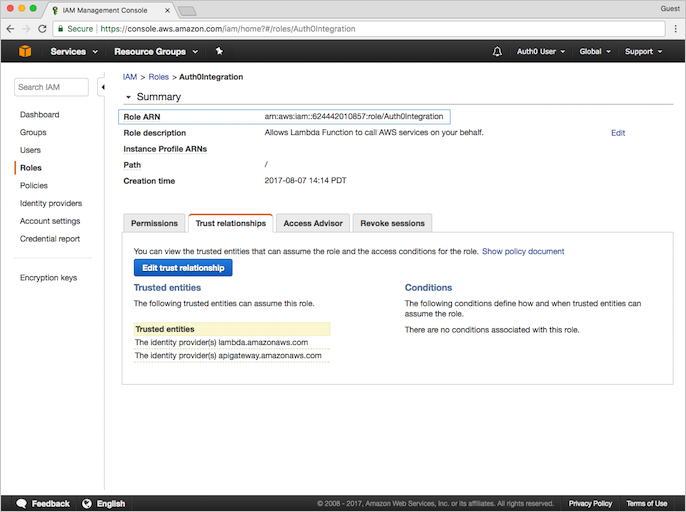 IAM Management Console
Guest
Secure | https://console.aws.amazon.com/iam/home?#/roles/Auth0Integration
Services
Resource Groups
Auth0 User
Global
Support
Search IAM
Dashboard
Groups
Users
Roles
Policies
Identity providers
Account settings
Credential report
Encryption keys
IAM > Roles > Auth0Integration
Summary
Role ARN arn:aws:iam::624442010857:role/Auth0Integration
Role description Allows Lambda Function to call AWS services on your behalf. Edit
Instance Profile ARNs
Path /
Creation time 2017-08-07 14:14 PDT
Permissions
Trust relationships
Access Advisor
Revoke sessions
You can view the trusted entities that can assume the role and the access conditions for the role. Show policy document
Edit trust relationship
Trusted entities
The following trusted entities can assume this role.
Trusted entities
The identity provider(s) lambda.amazonaws.com
The identity provider(s) apigateway.amazonaws.com
Conditions
The following conditions define how and when trusted entities can
assume the role.
There are no conditions associated with this role.
Feedback
English
© 2008 - 2017, Amazon Web Services, Inc. or its affiliates. All rights reserved.
Privacy Policy
Terms of Use